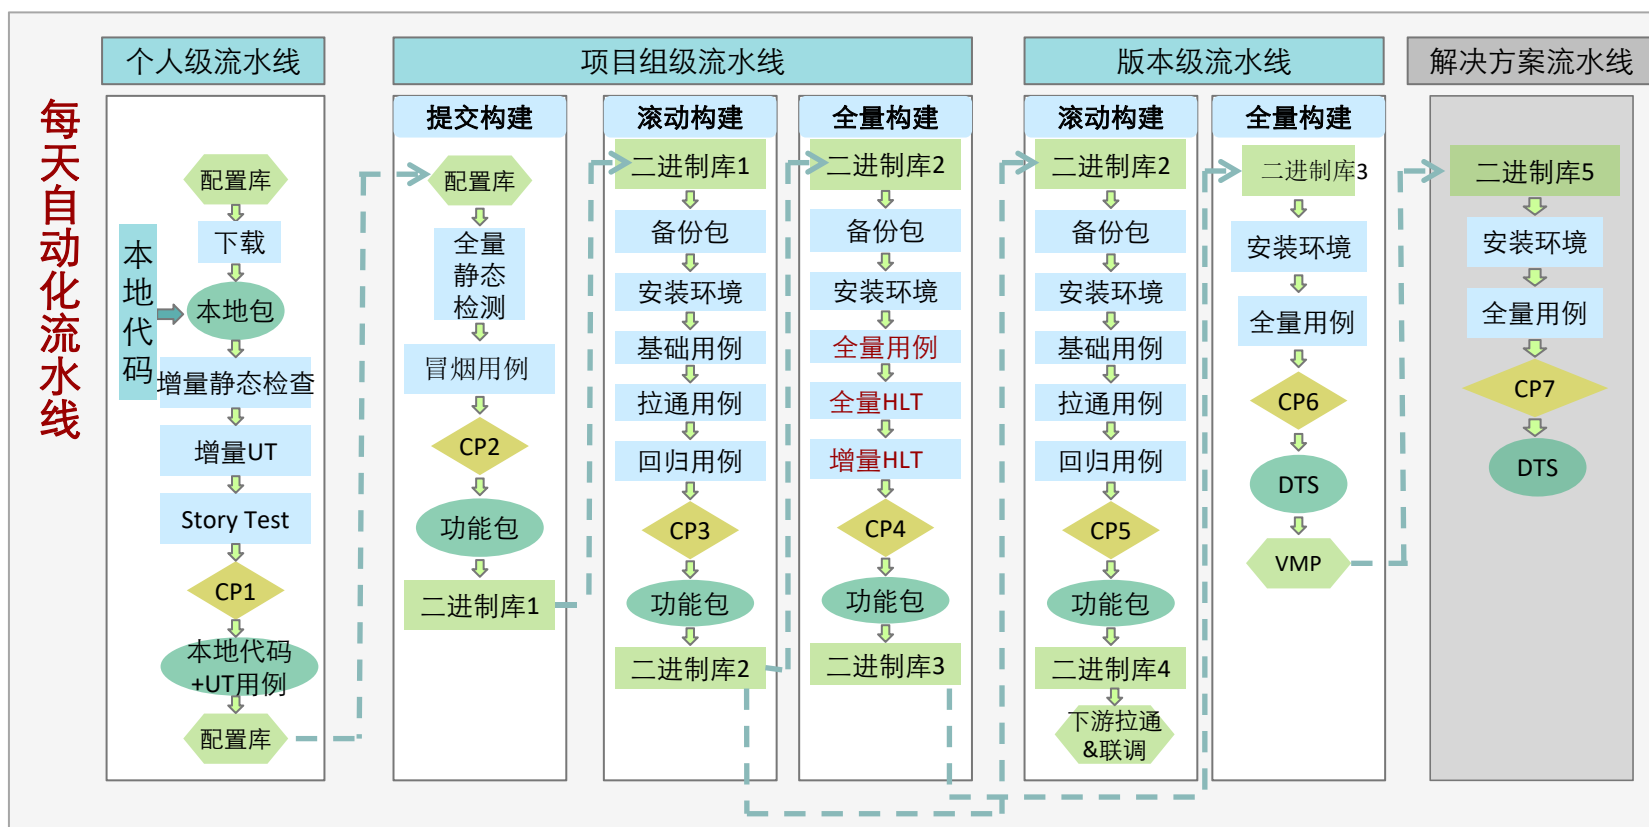 每天自动化流水线
个人级流水线
配置库
下载
本地代码
本地包
增量静态检查
增量UT
Story Test
CP1
本地代码
+UT用例
配置库
项目组级流水线
提交构建
配置库
全量
静态
检测
冒烟用例
CP2
功能包
二进制库1
滚动构建
二进制库1
备份包
安装环境
基础用例
拉通用例
回归用例
CP3
功能包
二进制库2
全量构建
二进制库2
备份包
安装环境
全量用例
全量HLT
增量HLT
CP4
功能包
二进制库3
版本级流水线
滚动构建
二进制库2
备份包
安装环境
基础用例
拉通用例
回归用例
CP5
功能包
二进制库4
下游拉通
&联调
全量构建
二进制库3
安装环境
全量用例
CP6
DTS
VMP
解决方案流水线
二进制库5
安装环境
全量用例
CP7
DTS